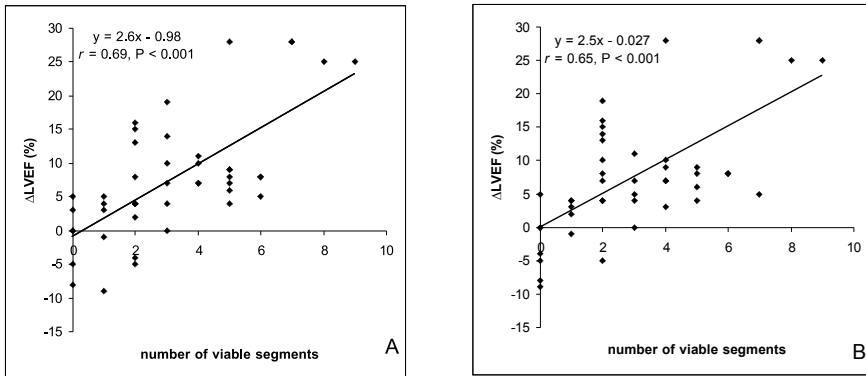 y = 2.6x - 0.98
r = 0.69, P < 0.001
ΔLVEF (%)
30
25
20
15
10
5
0
-5
-10
-15
0 2 4 6 8 10
number of viable segments
A
y = 2.5x - 0.027
r = 0.65, P < 0.001
ΔLVEF (%)
30
25
20
15
10
5
0
-5
-10
-15
0 2 4 6 8 10
number of viable segments
B